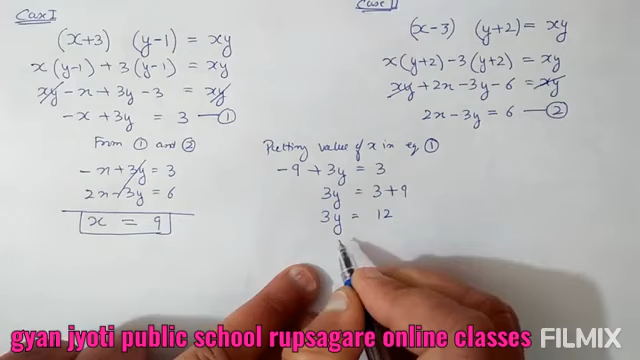 Case I
(x+3) (y-1) = xy
x(y-1) + 3(y-1) = xy
xy - x + 3y - 3 = xy
-x + 3y = 3 — ①
From ① and ②
-x + 3y = 3
2x - 3y = 6
x = 9
Case II
(x-3) (y+2) = xy
x(y+2) - 3(y+2) = xy
xy + 2x - 3y - 6 = xy
2x - 3y = 6 — ②
Putting value of x in eq ①
-9 + 3y = 3
3y = 3+9
3y = 12
gyan jyoti public school rupsagare online classes
FILMIX